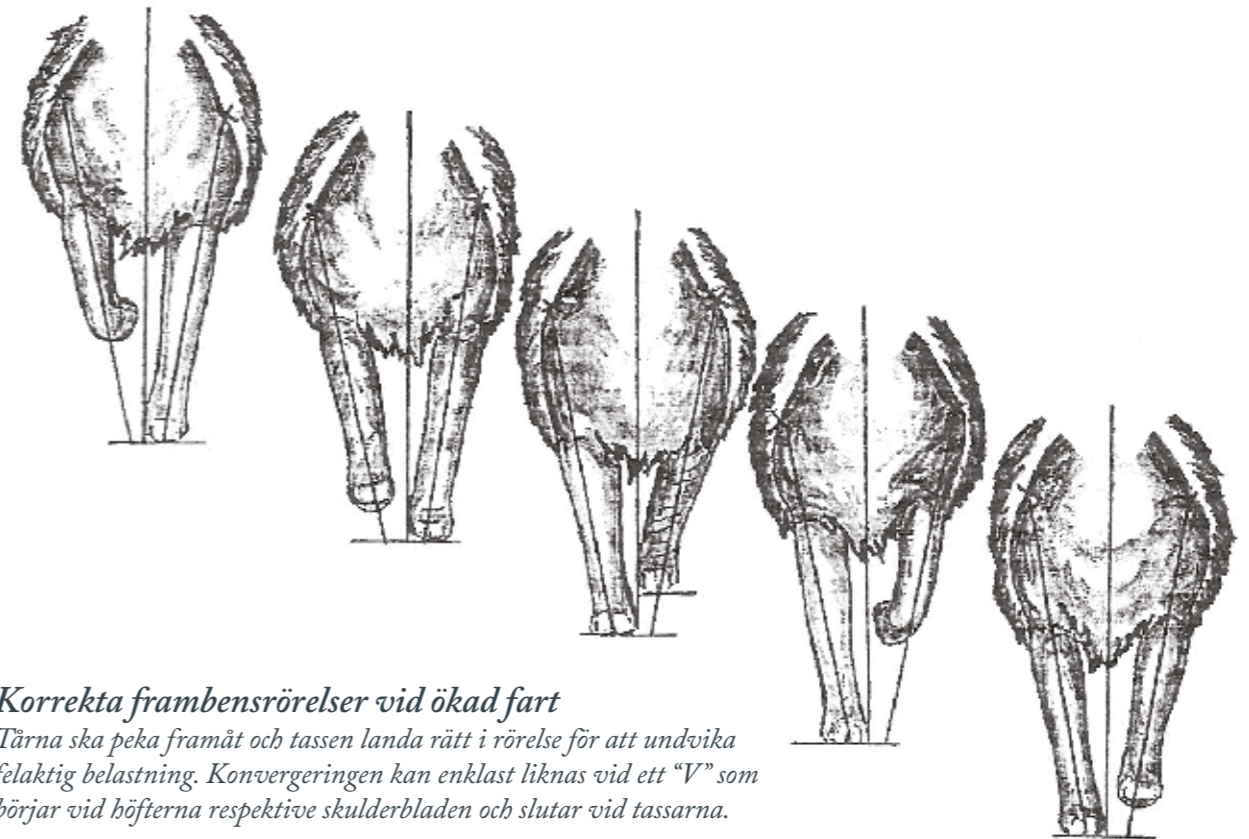 Korrekta frambensrörelser vid ökad fart
Tårna ska peka framåt och tassen landa rätt i rörelse för att undvika
felaktig belastning. Konvergeringen kan enklast liknas vid ett “V” som
börjar vid höfterna respektive skulderbladen och slutar vid tassarna.